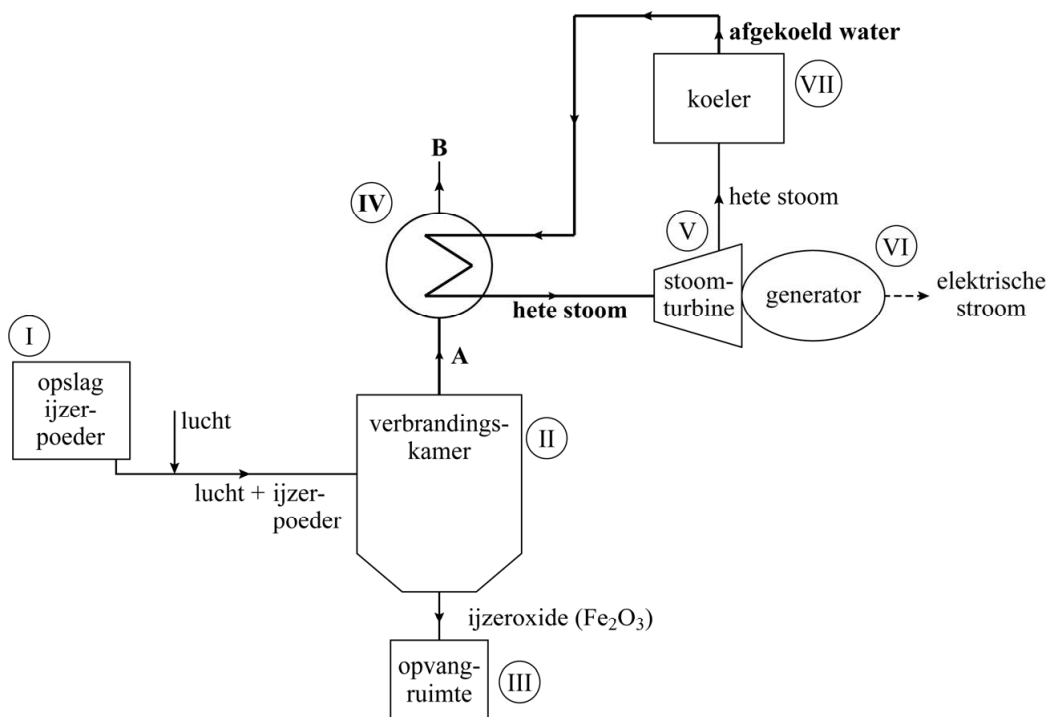 afgekoeld water
VII
koeler
B
IV
hete stoom
V
VI
stoom-
turbine
generator
elektrische
stroom
hete stoom
I
A
opslag
ijzer-
poeder
lucht
verbrandings-
kamer
II
lucht + ijzer-
poeder
ijzeroxide (Fe₂O₃)
opvang-
ruimte
III